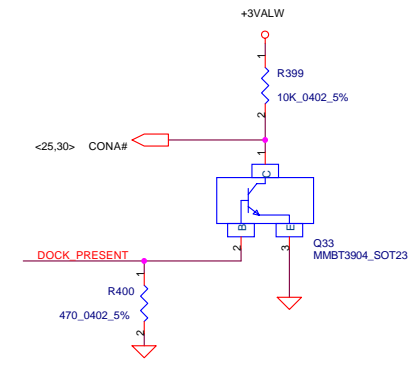 +3VALW
1
R399
10K_0402_5%
2
<25,30> CONA#
1
C
B
E
2
3
Q33
MMBT3904_SOT23
DOCK_PRESENT
1
R400
470_0402_5%
2